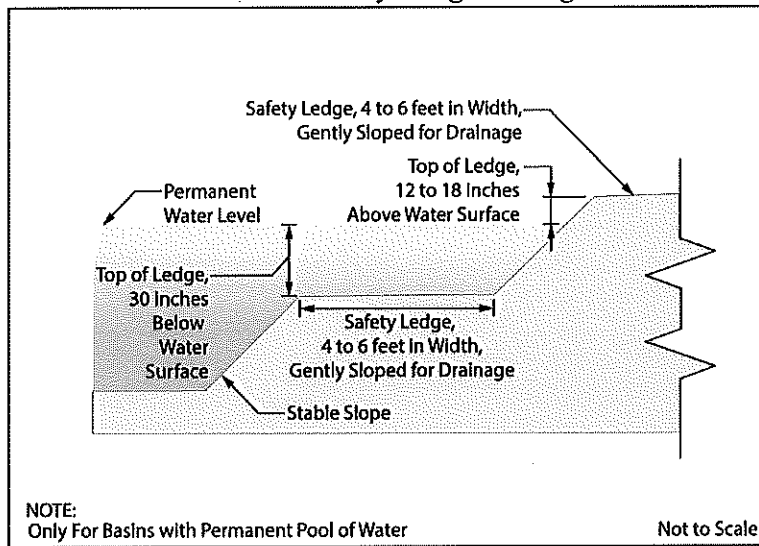 Safety Ledge, 4 to 6 feet in Width,
Gently Sloped for Drainage
Top of Ledge,
12 to 18 Inches
Above Water Surface
Permanent
Water Level
Top of Ledge,
30 Inches
Below
Water
Surface
Safety Ledge,
4 to 6 feet in Width,
Gently Sloped for Drainage
Stable Slope
NOTE:
Only For Basins with Permanent Pool of Water
Not to Scale